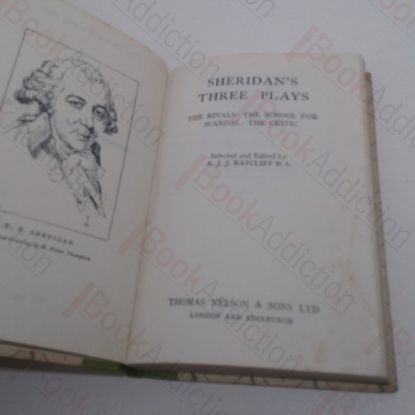 R. B. SHERIDAN
SHERIDAN'S
THREE PLAYS
THE RIVALS · THE SCHOOL FOR
SCANDAL · THE CRITIC
Selected and Edited by
A. J. J. RATCLIFF M.A.
THOMAS NELSON & SONS LTD
LONDON AND EDINBURGH
BookAddiction